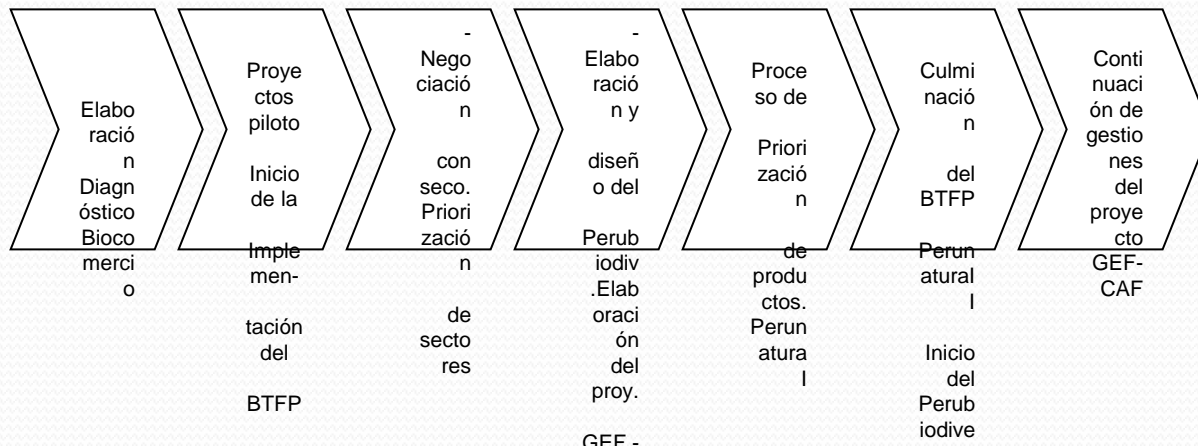 Elabo
ració
n
Diagn
óstico
Bioco
merci
o
Proye
ctos
piloto
Inicio
de la
Imple
men-
tación
del
BTFP
-
Nego
ciació
n
con
seco.
Priori
zació
n
de
secto
res
-
Elabo
ració
n y
diseñ
o del
Perub
iodiv
.Elab
oraci
ón
del
proy.
GEF -
Proce
so de
Priori
zació
n
de
produ
ctos.
Perun
atura
l
Culmi
nació
n
del
BTFP
Perun
atural
I
Inicio
del
Perub
iodive
Conti
nuaci
ón de
gestio
nes
del
proye
cto
GEF-
CAF